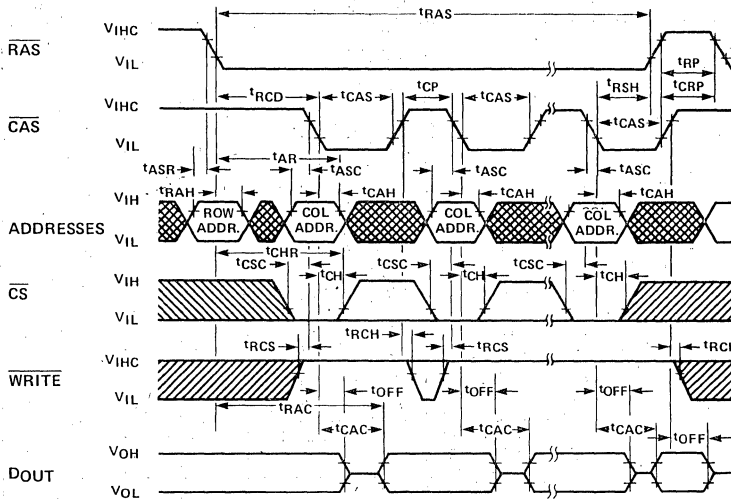 tRAS
RAS
VIHC
VIL
tRP
tRCD
tCAS
tCP
tCAS
tRSH
tCRP
CAS
VIHC
VIL
tCAS
tASR
tAR
tASC
tASC
tASC
tRAH
tCAH
tCAH
tCAH
ADDRESSES
VIH
VIL
ROW ADDR.
COL ADDR.
COL ADDR.
COL ADDR.
tCHR
tCSC
tCH
tCSC
tCH
tCSC
tCH
CS
VIH
VIL
tRCS
tRCH
tRCS
WRITE
VIHC
VIL
tOFF
tOFF
tOFF
tRAC
tCAC
tCAC
tCAC
tOFF
DOUT
VOH
VOL